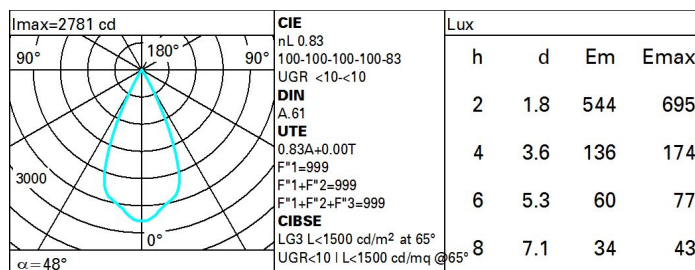 Imax=2781 cd
90° 180° 90°
3000
0°
α=48°
CIE
nL 0.83
100-100-100-100-83
UGR <10-<10
DIN
A.61
UTE
0.83A+0.00T
F"1=999
F"1+F"2=999
F"1+F"2+F"3=999
CIBSE
LG3 L<1500 cd/m² at 65°
UGR<10 | L<1500 cd/mq @65°
Lux
h d Em Emax
2 1.8 544 695
4 3.6 136 174
6 5.3 60 77
8 7.1 34 43